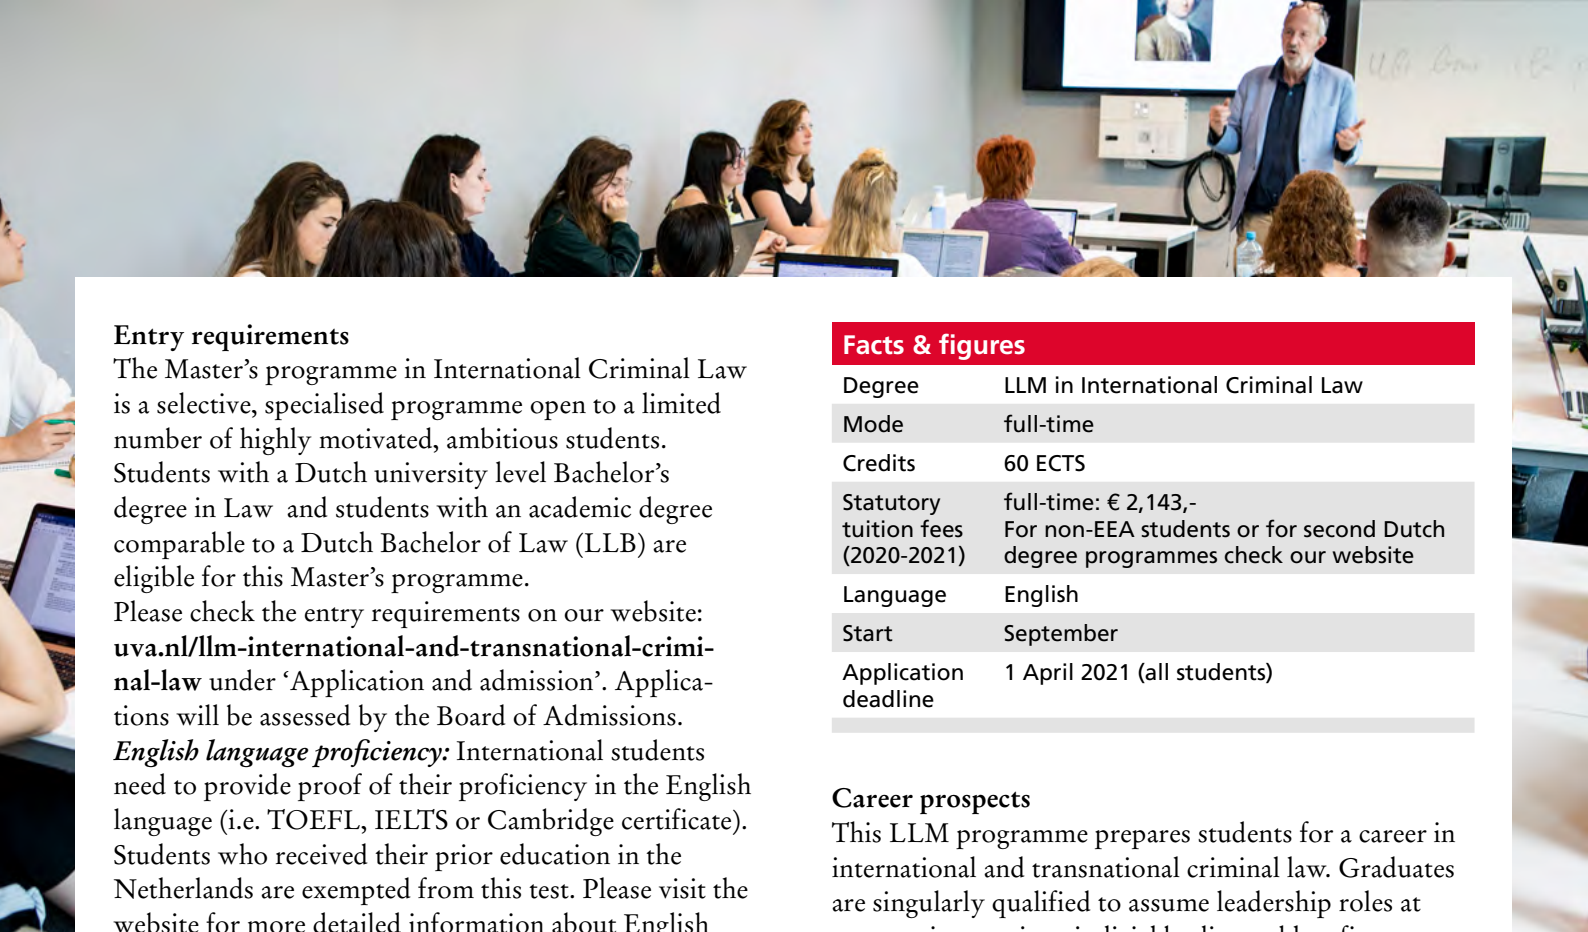 Entry requirements
The Master’s programme in International Criminal Law
is a selective, specialised programme open to a limited
number of highly motivated, ambitious students.
Students with a Dutch university level Bachelor’s
degree in Law  and students with an academic degree
comparable to a Dutch Bachelor of Law (LLB) are
eligible for this Master’s programme.
Please check the entry requirements on our website:
uva.nl/llm-international-and-transnational-crimi-
nal-law under ‘Application and admission’. Applica-
tions will be assessed by the Board of Admissions.
English language proficiency: International students
need to provide proof of their proficiency in the English
language (i.e. TOEFL, IELTS or Cambridge certificate).
Students who received their prior education in the
Netherlands are exempted from this test. Please visit the
website for more detailed information about English
Facts & figures
Degree LLM in International Criminal Law
Mode full-time
Credits 60 ECTS
Statutory full-time: € 2,143,-
tuition fees For non-EEA students or for second Dutch
(2020-2021) degree programmes check our website
Language English
Start September
Application 1 April 2021 (all students)
deadline
Career prospects
This LLM programme prepares students for a career in
international and transnational criminal law. Graduates
are singularly qualified to assume leadership roles at